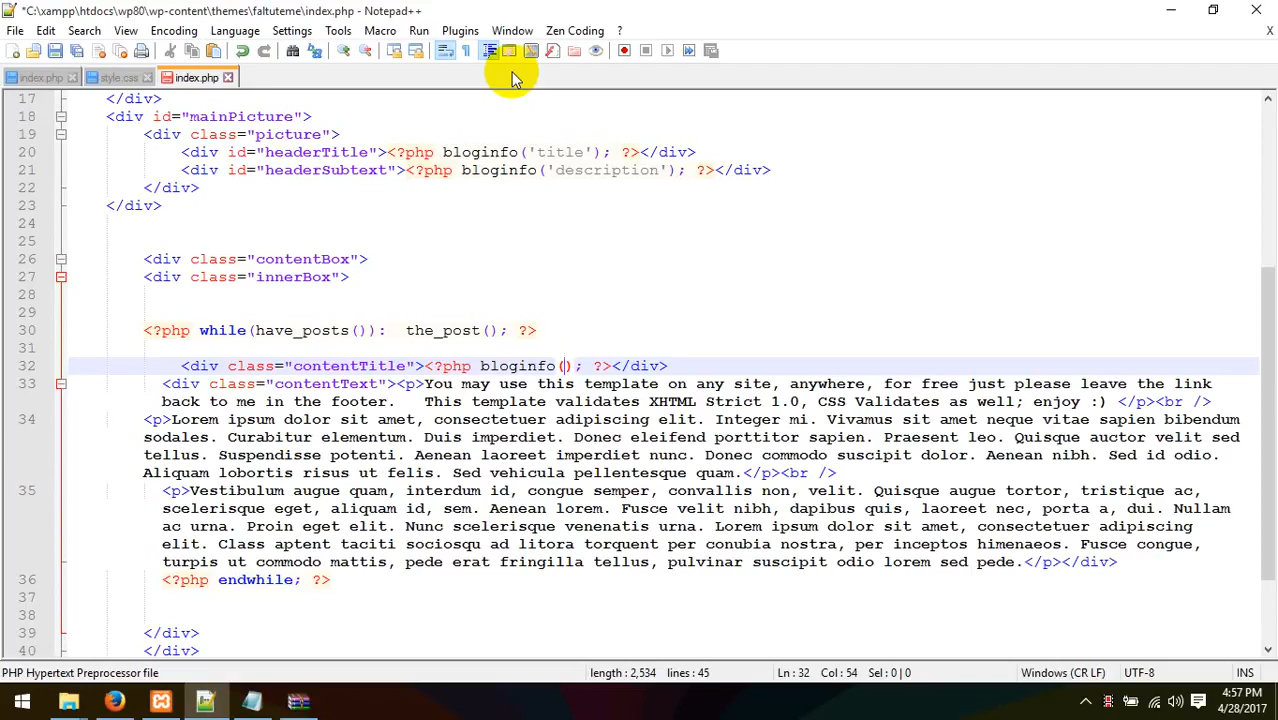 *C:\xampp\htdocs\wp80\wp-content\themes\faltuteme\index.php - Notepad++
File Edit Search View Encoding Language Settings Tools Macro Run Plugins Window Zen Coding ? X
index.php style.css index.php
17 </div>
18 <div id="mainPicture">
19 <div class="picture">
20 <div id="headerTitle"><?php bloginfo('title'); ?></div>
21 <div id="headerSubtext"><?php bloginfo('description'); ?></div>
22 </div>
23 </div>
24
25
26 <div class="contentBox">
27 <div class="innerBox">
28
29
30 <?php while(have_posts()): the_post(); ?>
31
32 <div class="contentTitle"><?php bloginfo(); ?></div>
33 <div class="contentText"><p>You may use this template on any site, anywhere, for free just please leave the link
back to me in the footer. This template validates XHTML Strict 1.0, CSS Validates as well; enjoy :) </p><br />
34 <p>Lorem ipsum dolor sit amet, consectetuer adipiscing elit. Integer mi. Vivamus sit amet neque vitae sapien bibendum
sodales. Curabitur elementum. Duis imperdiet. Donec eleifend porttitor sapien. Praesent leo. Quisque auctor velit sed
tellus. Suspendisse potenti. Aenean laoreet imperdiet nunc. Donec commodo suscipit dolor. Aenean nibh. Sed id odio.
Aliquam lobortis risus ut felis. Sed vehicula pellentesque quam.</p><br />
35 <p>Vestibulum augue quam, interdum id, congue semper, convallis non, velit. Quisque augue tortor, tristique ac,
scelerisque eget, aliquam id, sem. Aenean lorem. Fusce velit nibh, dapibus quis, laoreet nec, porta a, dui. Nullam
ac urna. Proin eget elit. Nunc scelerisque venenatis urna. Lorem ipsum dolor sit amet, consectetuer adipiscing
elit. Class aptent taciti sociosqu ad litora torquent per conubia nostra, per inceptos himenaeos. Fusce congue,
turpis ut commodo mattis, pede erat fringilla tellus, pulvinar suscipit odio lorem sed pede.</p></div>
36 <?php endwhile; ?>
37
38
39 </div>
40 </div>
PHP Hypertext Preprocessor file length : 2,534 lines : 45 Ln : 32 Col : 54 Sel : 0 | 0 Windows (CR LF) UTF-8 INS
4:57 PM
4/28/2017